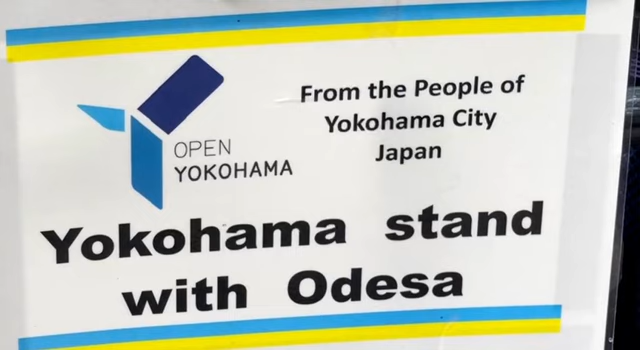 From the People of
Yokohama City
Japan
OPEN
YOKOHAMA
Yokohama stand
with Odesa